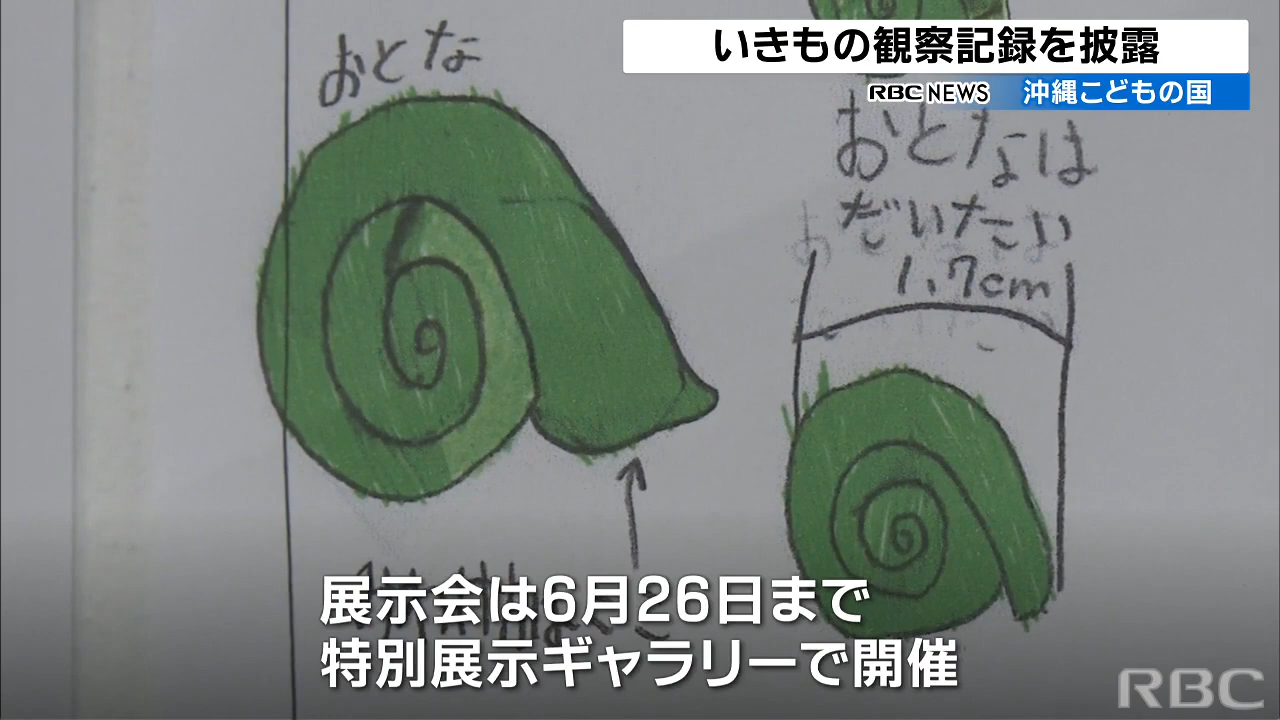 いきもの観察記録を披露
RBC NEWS 沖縄こどもの国
おとな
おとなは
だいたい
1.7cm
展示会は6月26日まで
特別展示ギャラリーで開催
RBC